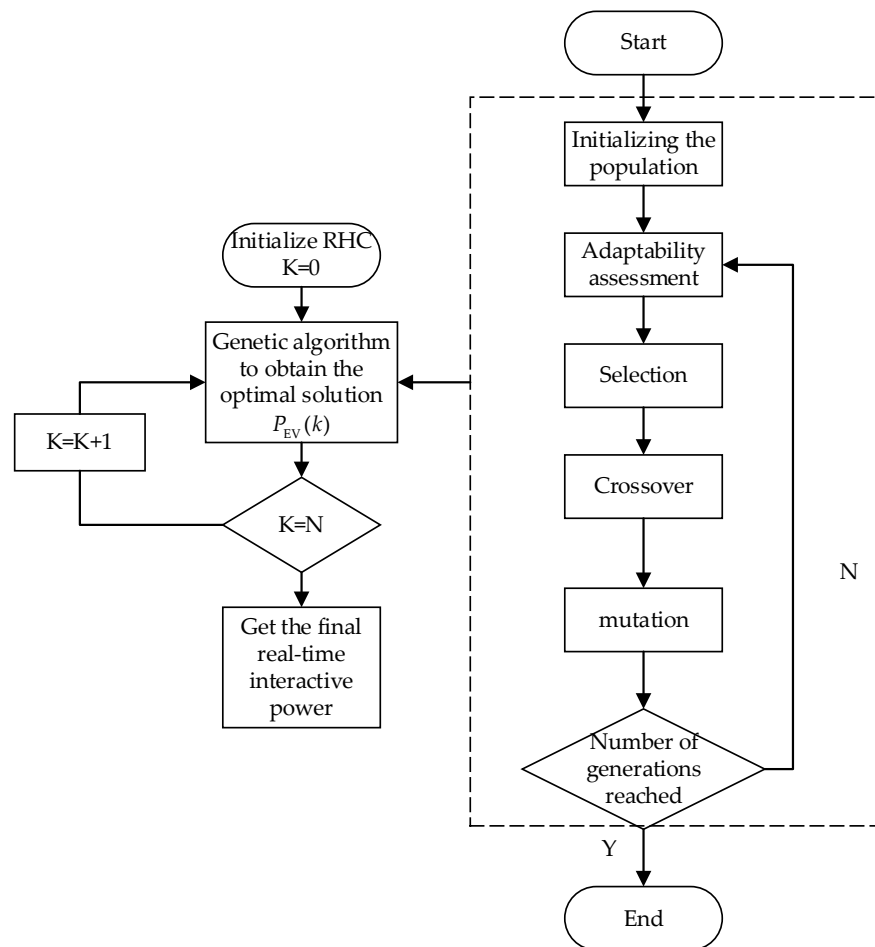 Start
Initializing the
population
Adaptability
assessment
Selection
Crossover
mutation
Number of
generations
reached
N
Y
End
Initialize RHC
K=0
Genetic algorithm
to obtain the
optimal solution
P_EV(k)
K=K+1
K=N
Get the final
real-time
interactive
power